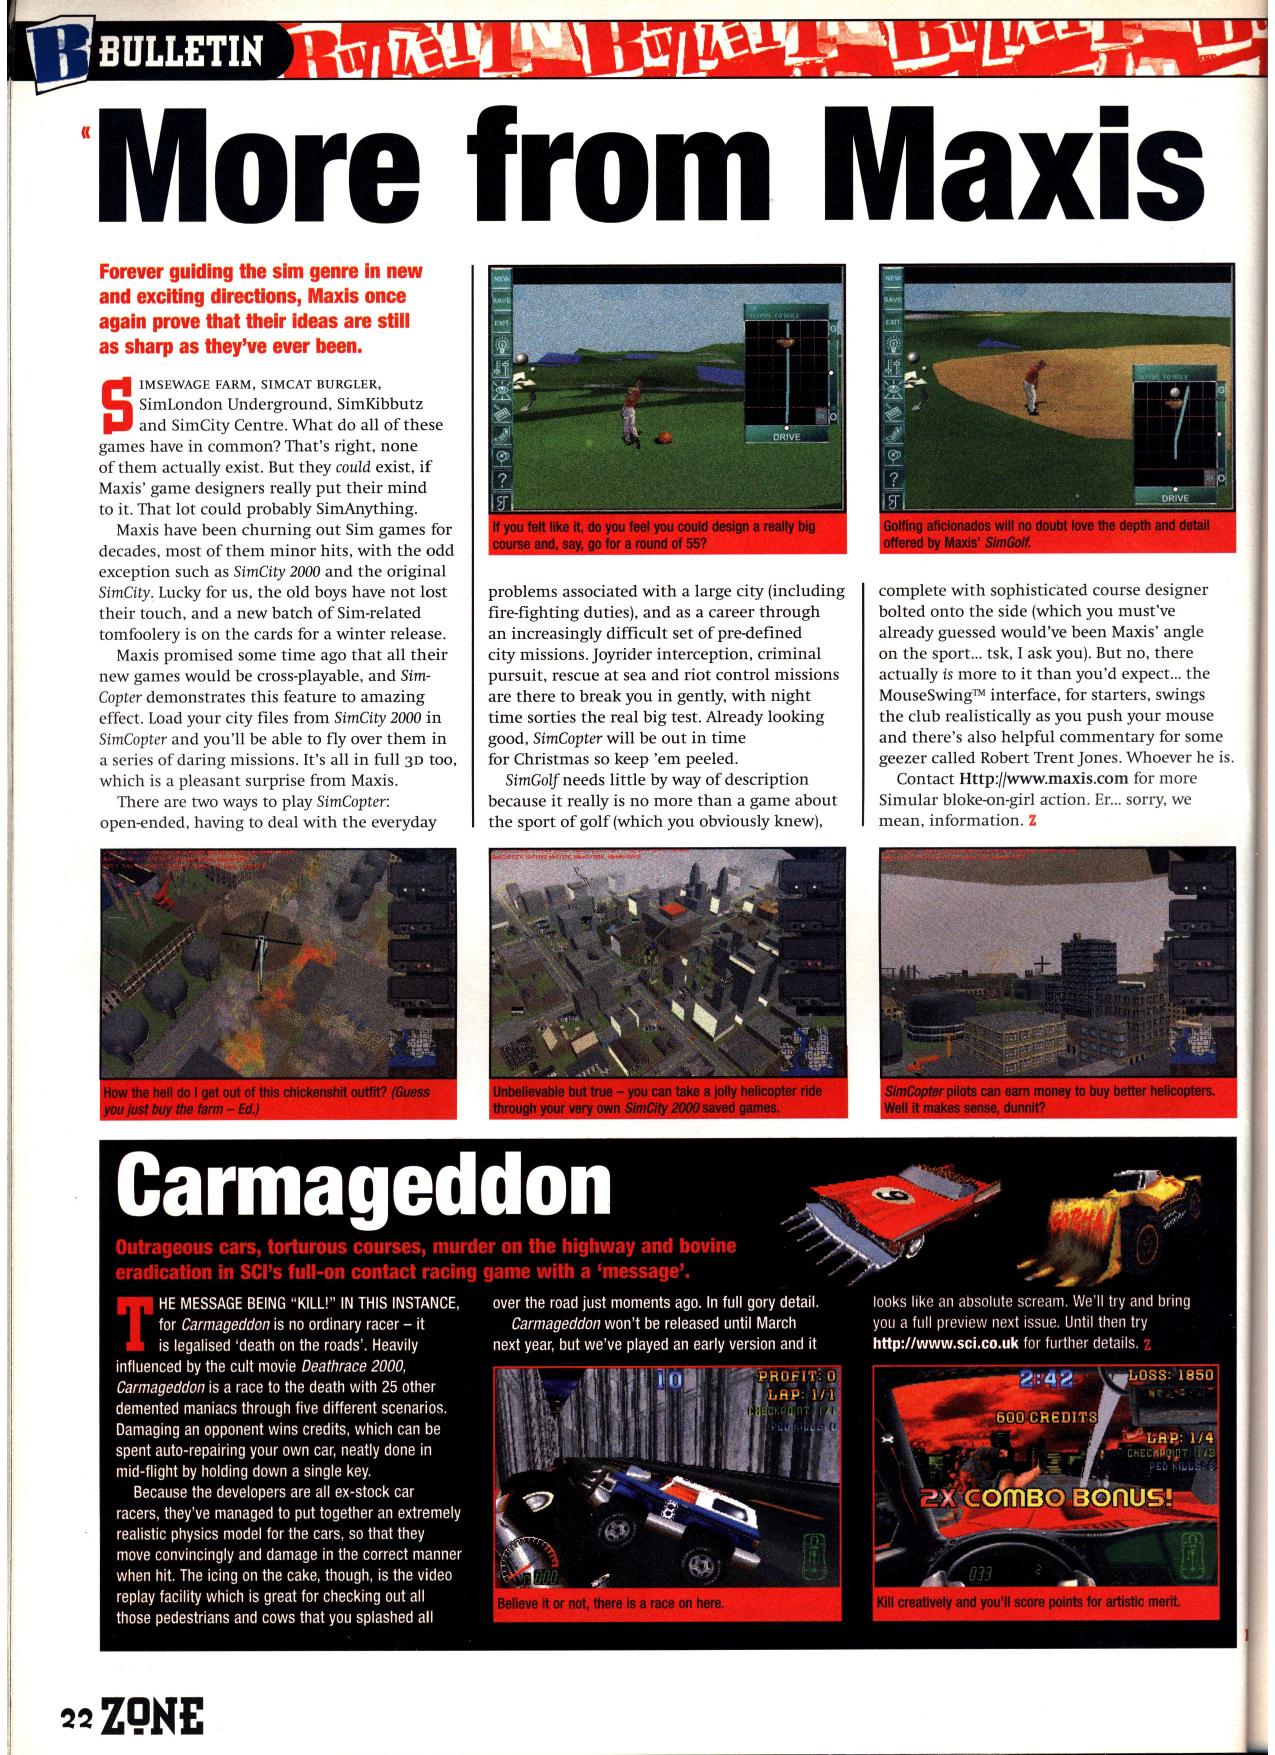 BULLETIN
BULLETIN BULLETIN BULLETIN
« More from Maxis
Forever guiding the sim genre in new
and exciting directions, Maxis once
again prove that their ideas are still
as sharp as they've ever been.
SIMSEWAGE FARM, SIMCAT BURGLER,
SimLondon Underground, SimKibbutz
and SimCity Centre. What do all of these
games have in common? That's right, none
of them actually exist. But they could exist, if
Maxis' game designers really put their mind
to it. That lot could probably SimAnything.
Maxis have been churning out Sim games for
decades, most of them minor hits, with the odd
exception such as SimCity 2000 and the original
SimCity. Lucky for us, the old boys have not lost
their touch, and a new batch of Sim-related
tomfoolery is on the cards for a winter release.
Maxis promised some time ago that all their
new games would be cross-playable, and Sim-
Copter demonstrates this feature to amazing
effect. Load your city files from SimCity 2000 in
SimCopter and you'll be able to fly over them in
a series of daring missions. It's all in full 3D too,
which is a pleasant surprise from Maxis.
There are two ways to play SimCopter:
open-ended, having to deal with the everyday
NEW
SAVE
EXIT
?
DRIVE
If you felt like it, do you feel you could design a really big
course and, say, go for a round of 55?
problems associated with a large city (including
fire-fighting duties), and as a career through
an increasingly difficult set of pre-defined
city missions. Joyrider interception, criminal
pursuit, rescue at sea and riot control missions
are there to break you in gently, with night
time sorties the real big test. Already looking
good, SimCopter will be out in time
for Christmas so keep 'em peeled.
SimGolf needs little by way of description
because it really is no more than a game about
the sport of golf (which you obviously knew),
NEW
SAVE
EXIT
?
DRIVE
Golfing aficionados will no doubt love the depth and detail
offered by Maxis' SimGolf.
complete with sophisticated course designer
bolted onto the side (which you must've
already guessed would've been Maxis' angle
on the sport... tsk, I ask you). But no, there
actually is more to it than you'd expect... the
MouseSwing™ interface, for starters, swings
the club realistically as you push your mouse
and there's also helpful commentary for some
geezer called Robert Trent Jones. Whoever he is.
Contact Http://www.maxis.com for more
Simular bloke-on-girl action. Er... sorry, we
mean, information. Z
How the hell do I get out of this chickenshit outfit? (Guess
you just buy the farm – Ed.)
Unbelievable but true – you can take a jolly helicopter ride
through your very own SimCity 2000 saved games.
SimCopter pilots can earn money to buy better helicopters.
Well it makes sense, dunnit?
Carmageddon
Outrageous cars, torturous courses, murder on the highway and bovine
eradication in SCI's full-on contact racing game with a 'message'.
THE MESSAGE BEING "KILL!" IN THIS INSTANCE,
for Carmageddon is no ordinary racer – it
is legalised 'death on the roads'. Heavily
influenced by the cult movie Deathrace 2000,
Carmageddon is a race to the death with 25 other
demented maniacs through five different scenarios.
Damaging an opponent wins credits, which can be
spent auto-repairing your own car, neatly done in
mid-flight by holding down a single key.
Because the developers are all ex-stock car
racers, they've managed to put together an extremely
realistic physics model for the cars, so that they
move convincingly and damage in the correct manner
when hit. The icing on the cake, though, is the video
replay facility which is great for checking out all
those pedestrians and cows that you splashed all
over the road just moments ago. In full gory detail.
Carmageddon won't be released until March
next year, but we've played an early version and it
looks like an absolute scream. We'll try and bring
you a full preview next issue. Until then try
http://www.sci.co.uk for further details. Z
10
PROFIT: 0
LAP: 1/1
CHECKPOINT: 1/1
PED KILLS: 0
Believe it or not, there is a race on here.
2:42
LOSS: 1850
600 CREDITS
LAP: 1/4
CHECKPOINT: 1/3
PED KILLS:
2X COMBO BONUS!
033
2
Kill creatively and you'll score points for artistic merit.
22 ZONE